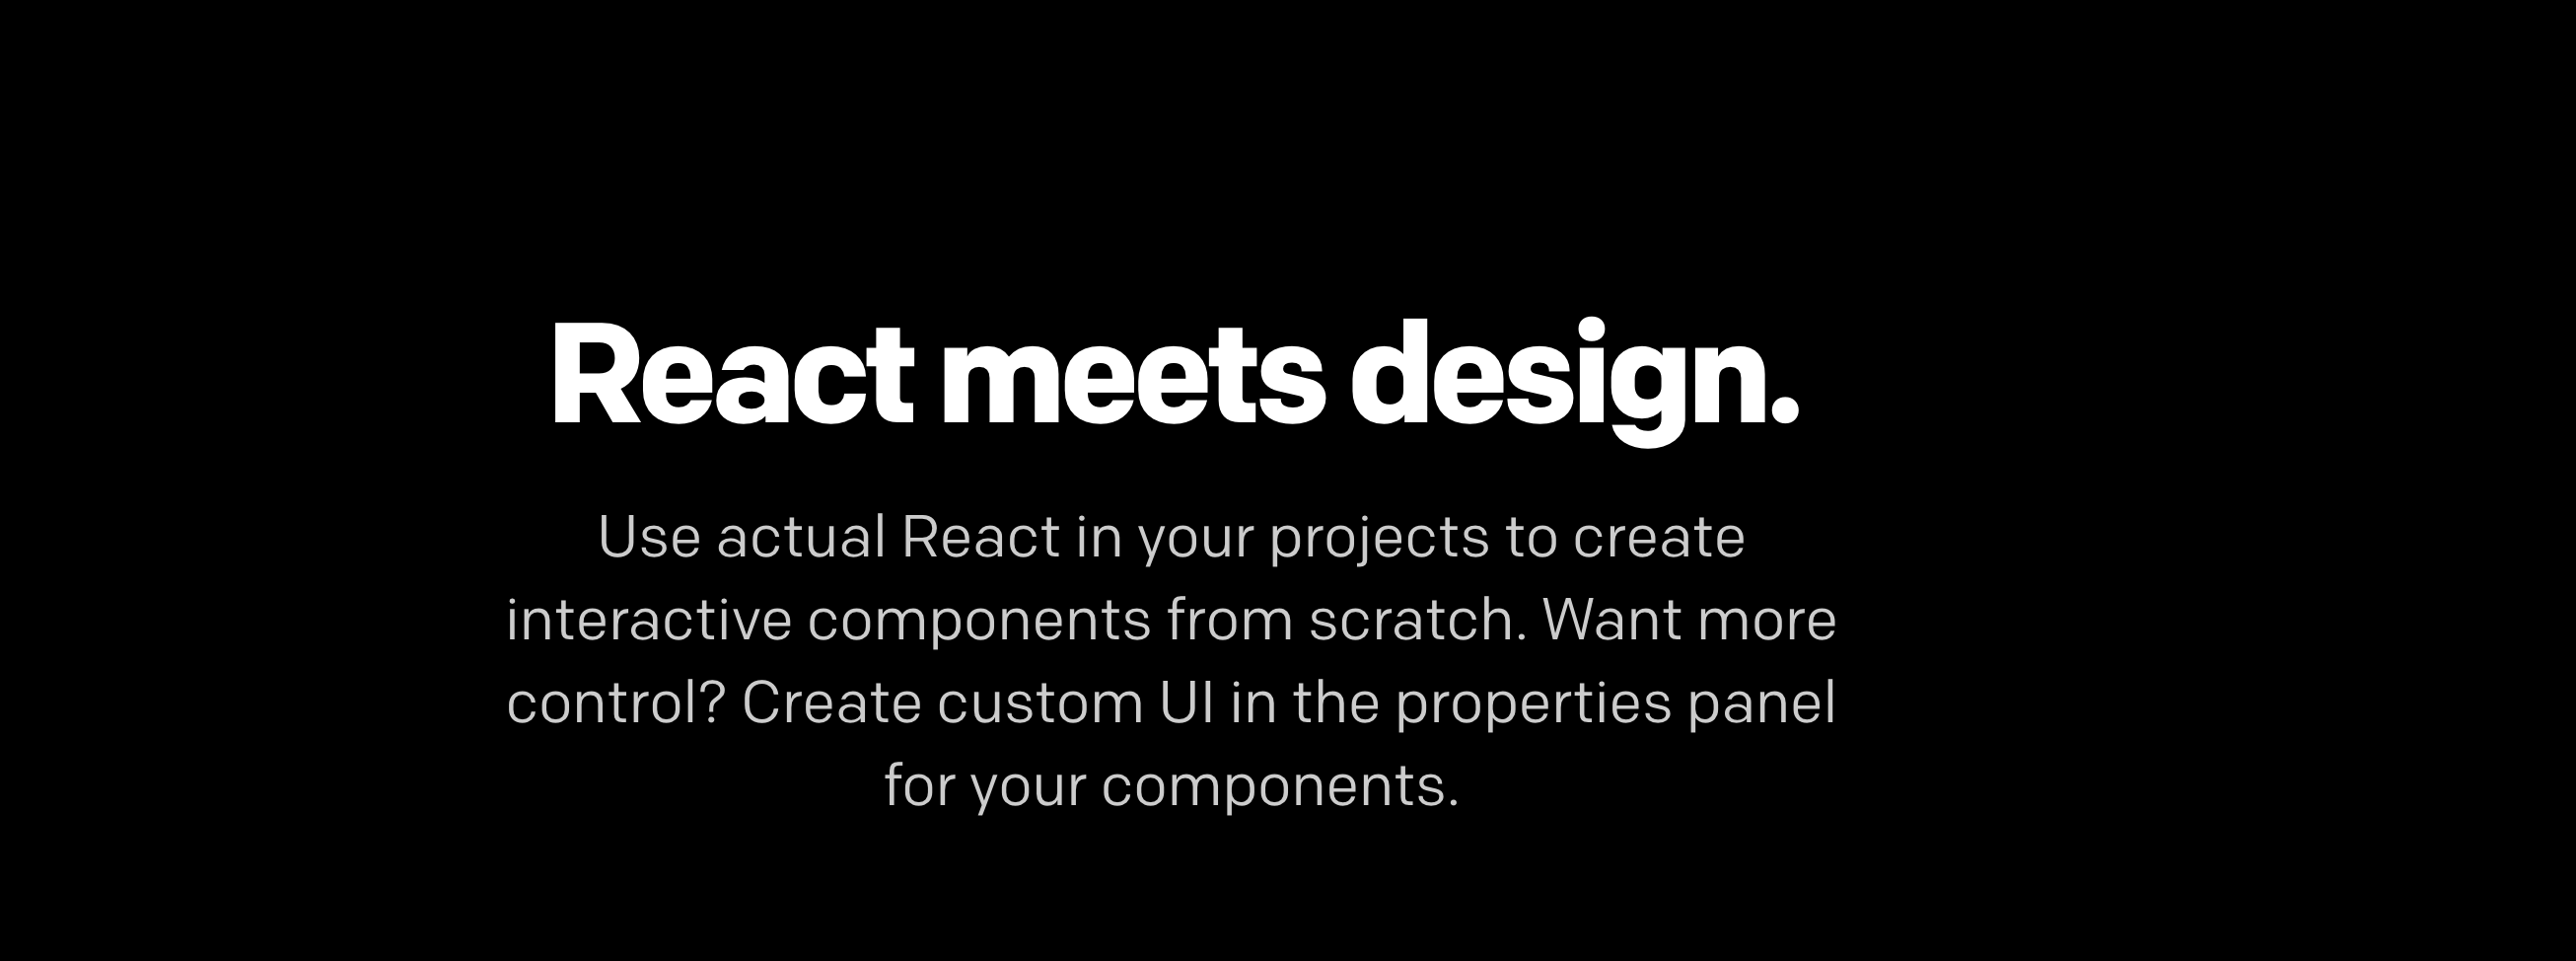 React meets design.
Use actual React in your projects to create
interactive components from scratch. Want more
control? Create custom UI in the properties panel
for your components.